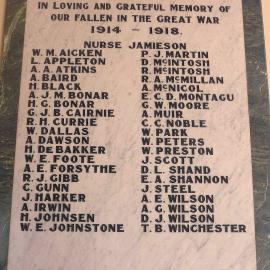 IN LOVING AND GRATEFUL MEMORY OF
OUR FALLEN IN THE GREAT WAR
1914 - 1918.
NURSE JAMIESON
W. M. AICKEN
L. APPLETON
A. A. ATKINS
A. BAIRD
H. BLACK
A. J. M. BONAR
H. G. BONAR
G. J. B. CAIRNIE
R. H. CURRIE
W. DALLAS
A. DAWSON
H. DE BAKKER
W. E. FOOTE
A. E. FORSYTHE
R. J. GIBB
C. GUNN
J. HARKER
A. IRWIN
H. JOHNSEN
W. E. JOHNSTONE
P. J. MARTIN
D. McINTOSH
R. McINTOSH
R. A. McMILLAN
A. McNICOL
E. C. D. MONTAGU
G. W. MOORE
A. MUIR
G. C. NOBLE
W. PARK
W. PETERS
W. PRESTON
J. SCOTT
D. L. SHAND
E. A. SHANNON
J. STEEL
A. E. WILSON
A. G. WILSON
D. J. WILSON
T. B. WINCHESTER